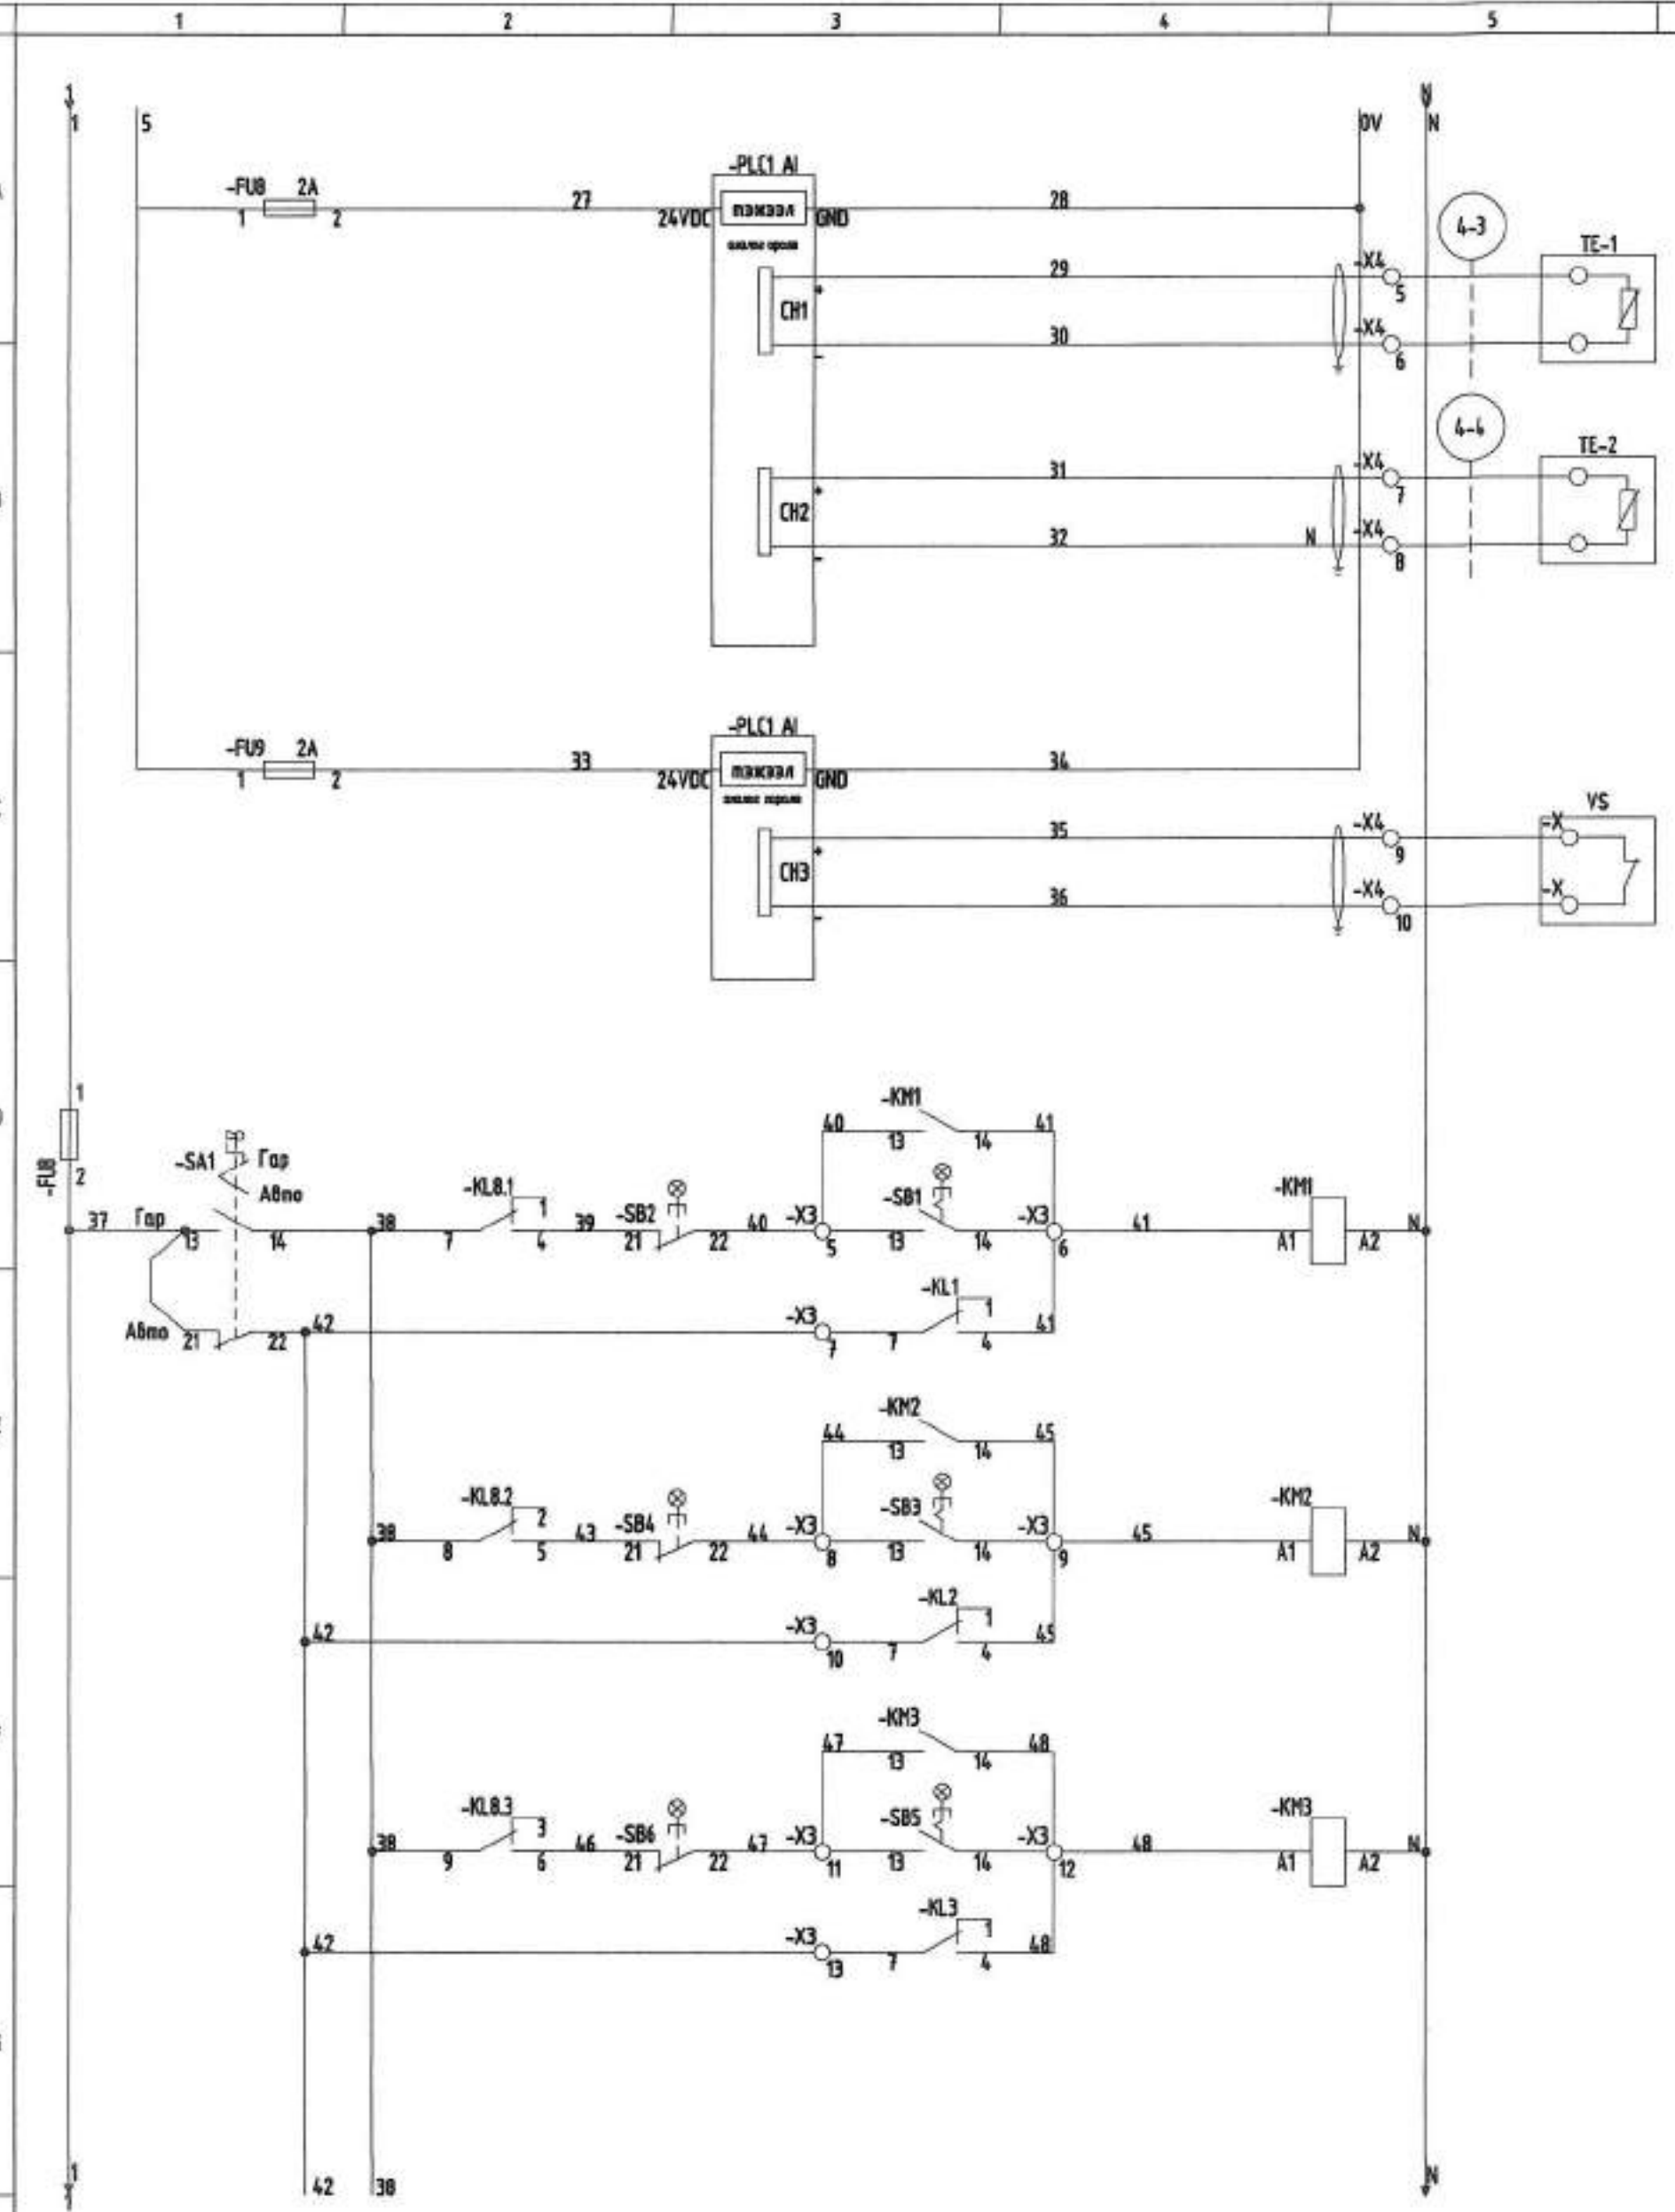 1 2 3 4 5
1 N
1 5 0V N
-PLC1 AI
-FU8 2A 27 28 4-3
1 2 24VDC тэжээл GND TE-1
аналог оролт
29 -X4
5
CH1 +
30 -X4
- 6
4-4
TE-2
31 -X4
+ 7
CH2
32 N -X4
- 8
-PLC1 AI
-FU9 2A 33 34
1 2 24VDC тэжээл GND
VS
35 -X4 -X
+ 9
CH3
36 -X4 -X
- 10
1
-KM1
40 41
13 14
-FU8 2 -SA1 Гар
Авто
-KL8.1 1 -SB2 -SB1 -KM1
37 Гар 38 39 40 -X3 -X3 41 N
13 14 7 4 21 22 5 13 14 6 A1 A2
-KL1
Авто 42 -X3 1 41
21 22 7 7 4
-KM2
44 45
13 14
-KL8.2 2 -SB4 -SB3 -KM2
38 43 44 -X3 -X3 45 N
8 5 21 22 8 13 14 9 A1 A2
-KL2
42 -X3 1 45
10 7 4
-KM3
47 48
13 14
-KL8.3 3 -SB6 -SB5 -KM3
38 46 47 -X3 -X3 48 N
9 6 21 22 11 13 14 12 A1 A2
-KL3
42 -X3 1 48
13 7 4
1 42 38 N